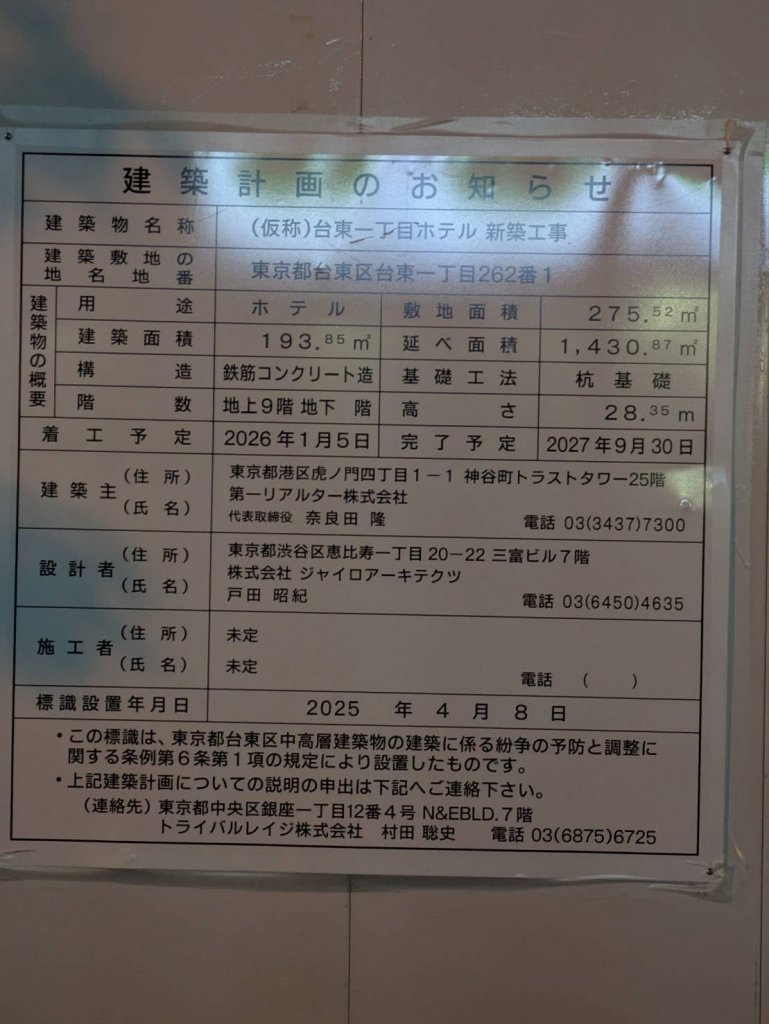 建築計画のお知らせ
建築物名称 (仮称)台東一丁目ホテル 新築工事
建築敷地の地名地番 東京都台東区台東一丁目262番1
建築物の概要
用途 ホテル 敷地面積 275.52㎡
建築面積 193.85㎡ 延べ面積 1,430.87㎡
構造 鉄筋コンクリート造 基礎工法 杭基礎
階数 地上9階 地下 階 高さ 28.35m
着工予定 2026年1月5日 完了予定 2027年9月30日
建築主 (住所) 東京都港区虎ノ門四丁目1-1 神谷町トラストタワー25階
(氏名) 第一リアルター株式会社
代表取締役 奈良田 隆 電話 03(3437)7300
設計者 (住所) 東京都渋谷区恵比寿一丁目20-22 三富ビル7階
(氏名) 株式会社 ジャイロアーキテクツ
戸田 昭紀 電話 03(6450)4635
施工者 (住所) 未定
(氏名) 未定
電話 ( )
標識設置年月日 2025 年 4 月 8 日
・この標識は、東京都台東区中高層建築物の建築に係る紛争の予防と調整に
関する条例第6条第1項の規定により設置したものです。
・上記建築計画についての説明の申出は下記へご連絡下さい。
(連絡先) 東京都中央区銀座一丁目12番4号 N&EBLD.7階
トライバルレイジ株式会社 村田 聡史 電話 03(6875)6725